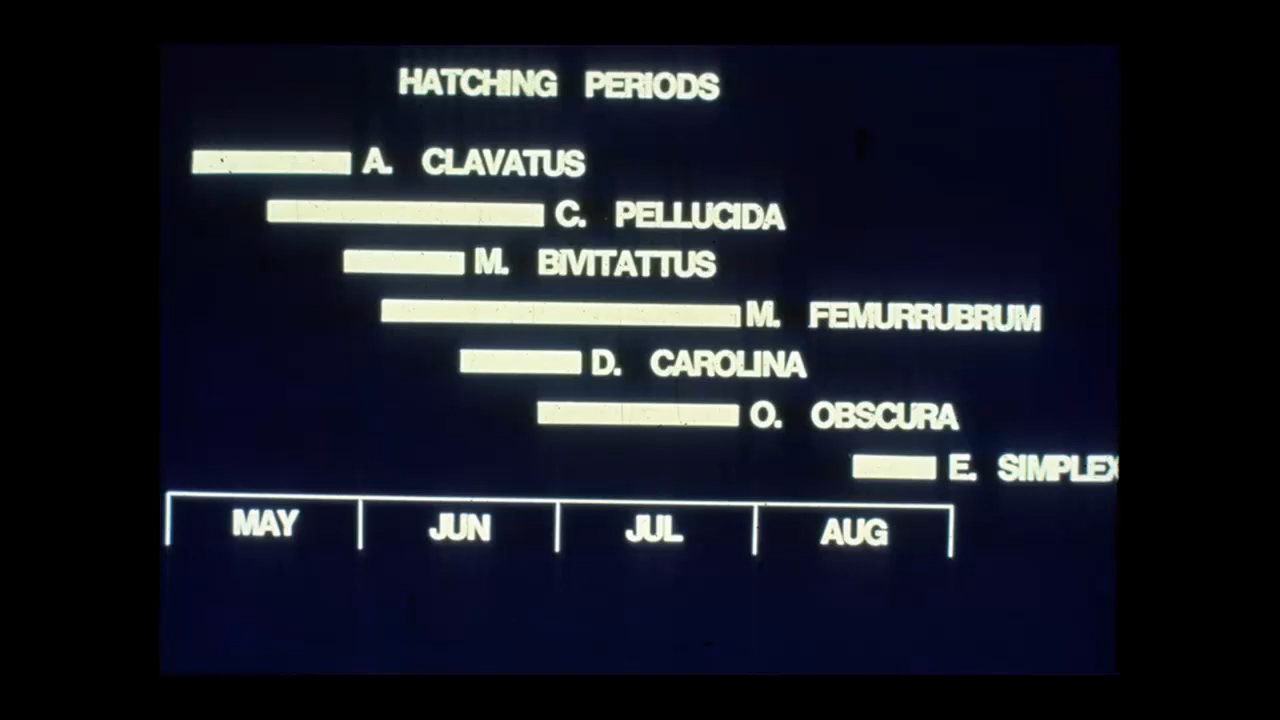 HATCHING PERIODS
A. CLAVATUS
C. PELLUCIDA
M. BIVITATTUS
M. FEMURRUBRUM
D. CAROLINA
O. OBSCURA
E. SIMPLEX
MAY JUN JUL AUG